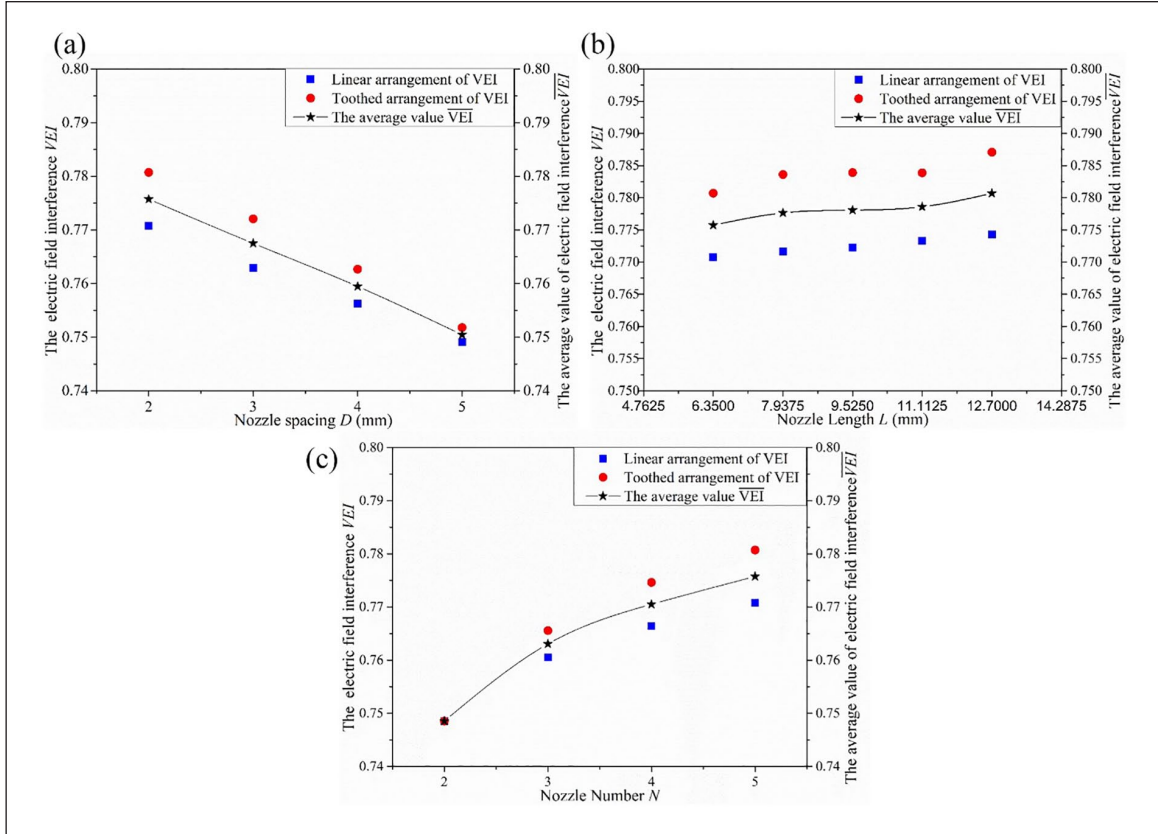 (a)
0.80
0.79
0.78
0.77
0.76
0.75
0.74
The electric field interference VEI
Linear arrangement of VEI
Toothed arrangement of VEI
The average value V̅E̅I̅
0.80
0.79
0.78
0.77
0.76
0.75
0.74
The average value of electric field interference V̅E̅I̅
2 3 4 5
Nozzle spacing D (mm)
(b)
0.800
0.795
0.790
0.785
0.780
0.775
0.770
0.765
0.760
0.755
0.750
The electric field interference VEI
Linear arrangement of VEI
Toothed arrangement of VEI
The average value V̅E̅I̅
0.800
0.795
0.790
0.785
0.780
0.775
0.770
0.765
0.760
0.755
0.750
The average value of electric field interference V̅E̅I̅
4.7625 6.3500 7.9375 9.5250 11.1125 12.7000 14.2875
Nozzle Length L (mm)
(c)
0.80
0.79
0.78
0.77
0.76
0.75
0.74
The electric field interference VEI
Linear arrangement of VEI
Toothed arrangement of VEI
The average value V̅E̅I̅
0.80
0.79
0.78
0.77
0.76
0.75
0.74
The average value of electric field interference V̅E̅I̅
2 3 4 5
Nozzle Number N